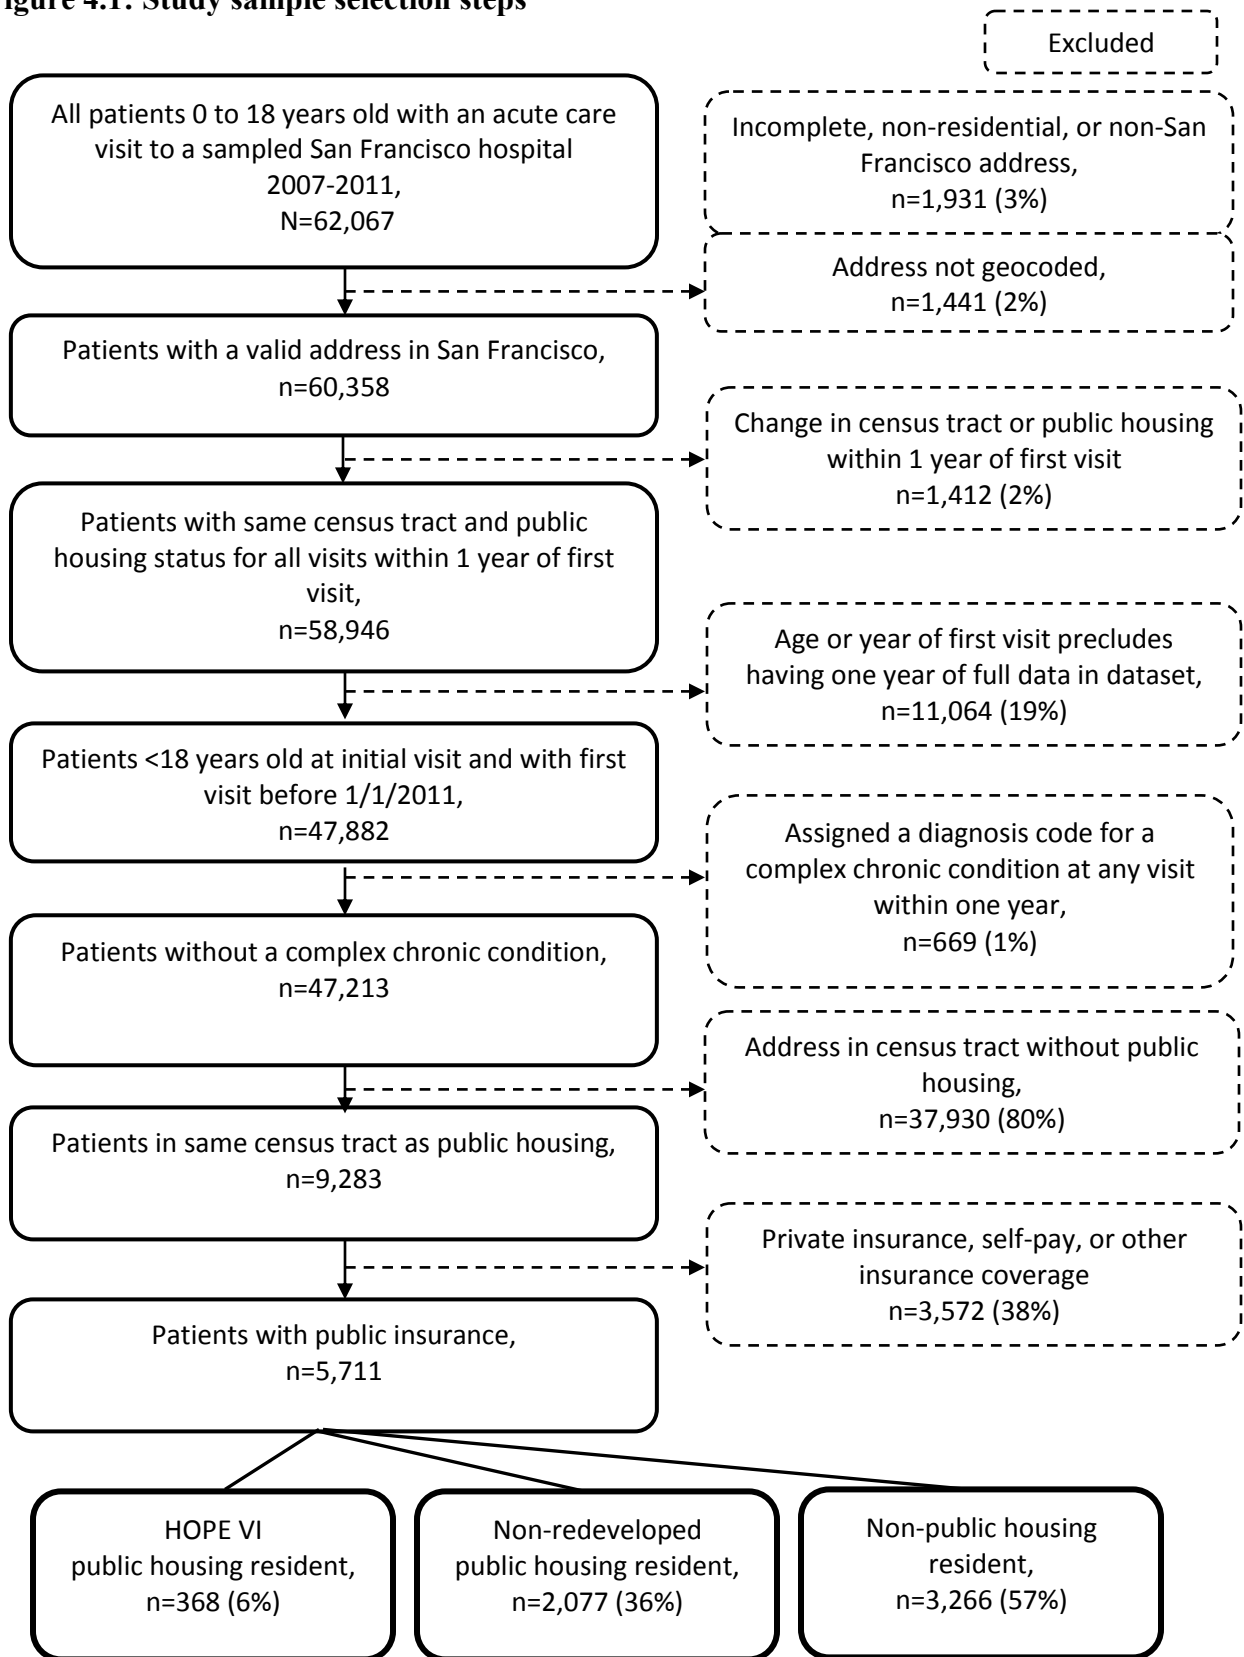 igure 4.1: Study sample selection steps
Excluded
All patients 0 to 18 years old with an acute care
visit to a sampled San Francisco hospital
2007-2011,
N=62,067
Incomplete, non-residential, or non-San
Francisco address,
n=1,931 (3%)
Address not geocoded,
n=1,441 (2%)
Patients with a valid address in San Francisco,
n=60,358
Change in census tract or public housing
within 1 year of first visit
n=1,412 (2%)
Patients with same census tract and public
housing status for all visits within 1 year of first
visit,
n=58,946
Age or year of first visit precludes
having one year of full data in dataset,
n=11,064 (19%)
Patients <18 years old at initial visit and with first
visit before 1/1/2011,
n=47,882
Assigned a diagnosis code for a
complex chronic condition at any visit
within one year,
n=669 (1%)
Patients without a complex chronic condition,
n=47,213
Address in census tract without public
housing,
n=37,930 (80%)
Patients in same census tract as public housing,
n=9,283
Private insurance, self-pay, or other
insurance coverage
n=3,572 (38%)
Patients with public insurance,
n=5,711
HOPE VI
public housing resident,
n=368 (6%)
Non-redeveloped
public housing resident,
n=2,077 (36%)
Non-public housing
resident,
n=3,266 (57%)